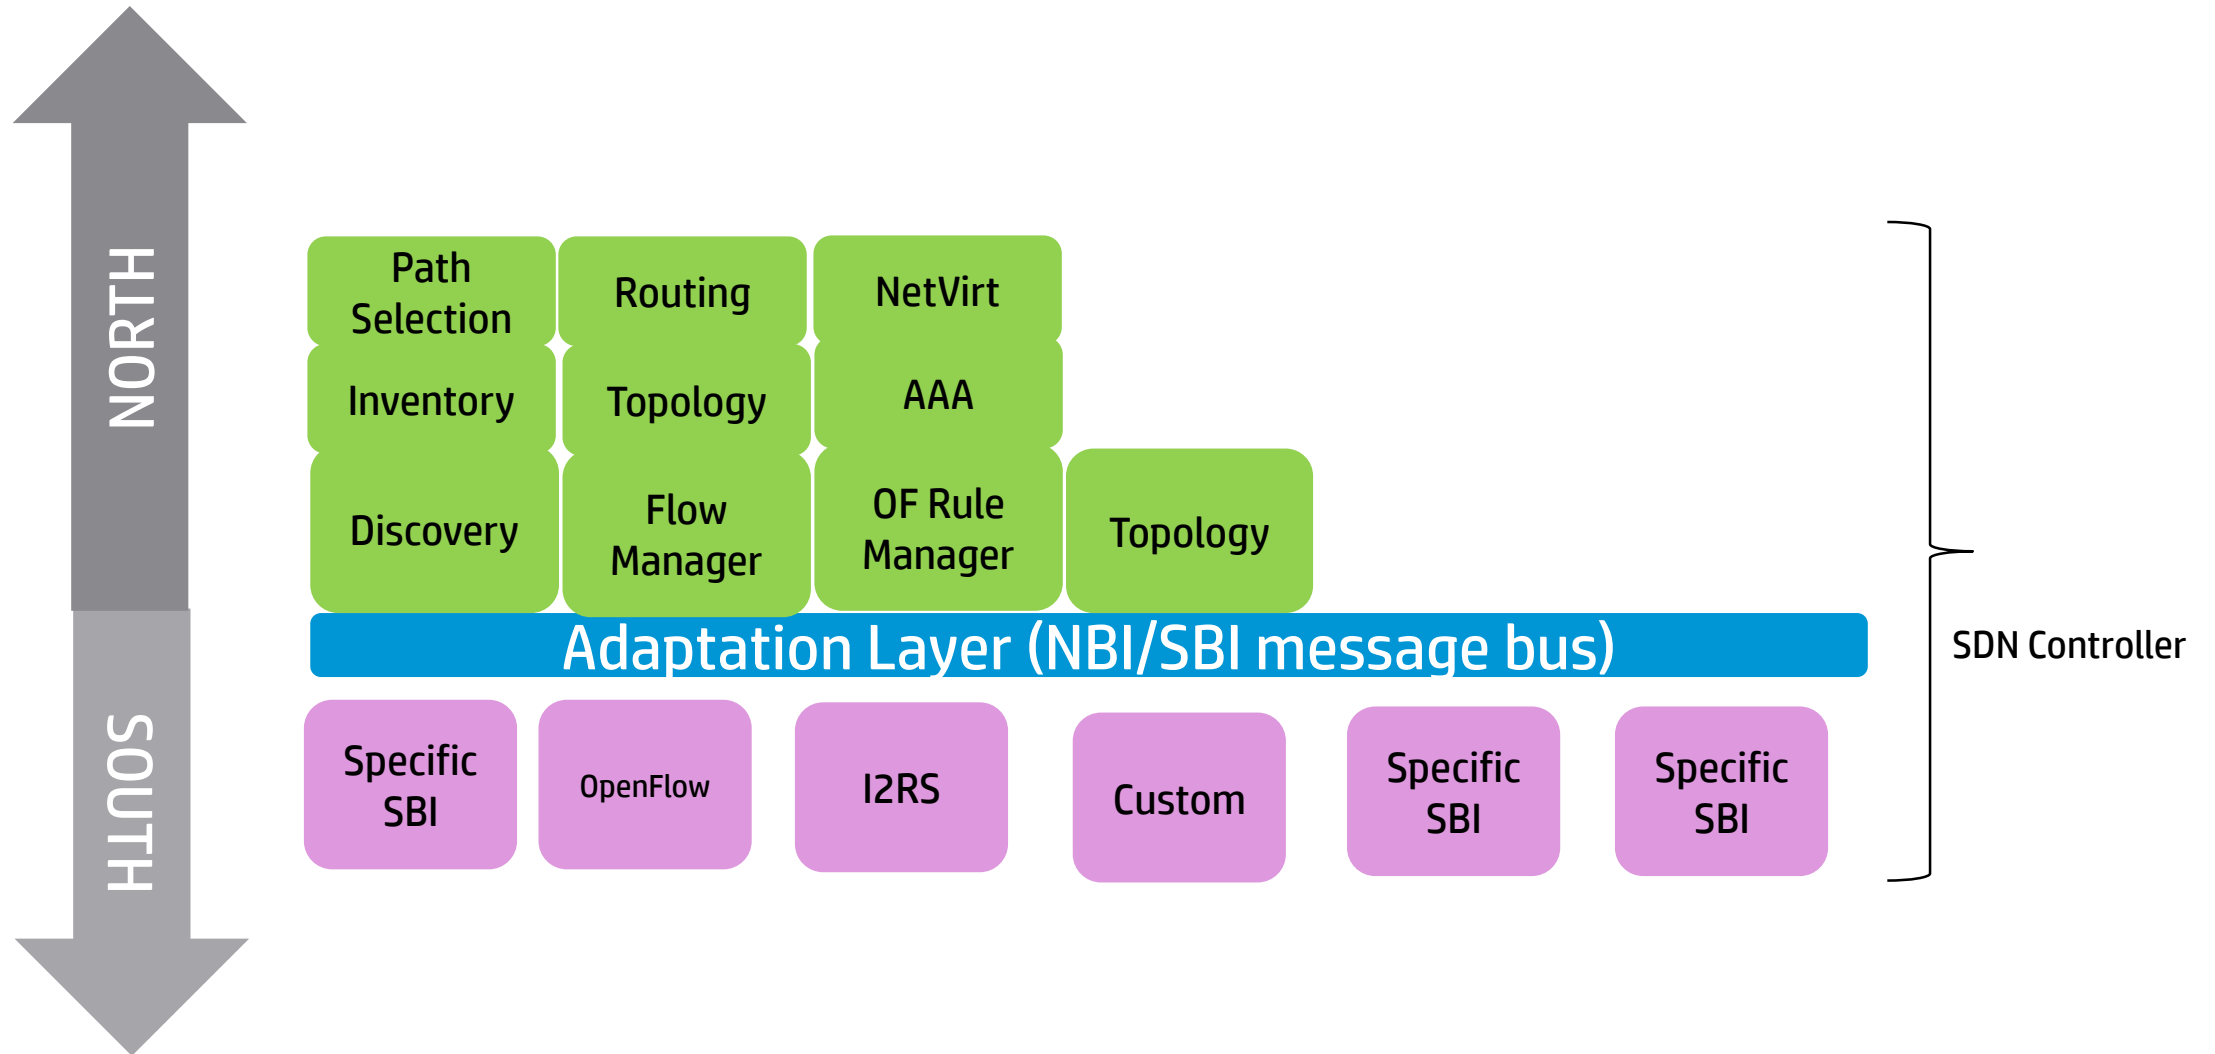 NORTH
Path
Selection
Routing
NetVirt
Inventory
Topology
AAA
Discovery
Flow
Manager
OF Rule
Manager
Topology
Adaptation Layer (NBI/SBI message bus)
SDN Controller
SOUTH
Specific
SBI
OpenFlow
I2RS
Custom
Specific
SBI
Specific
SBI